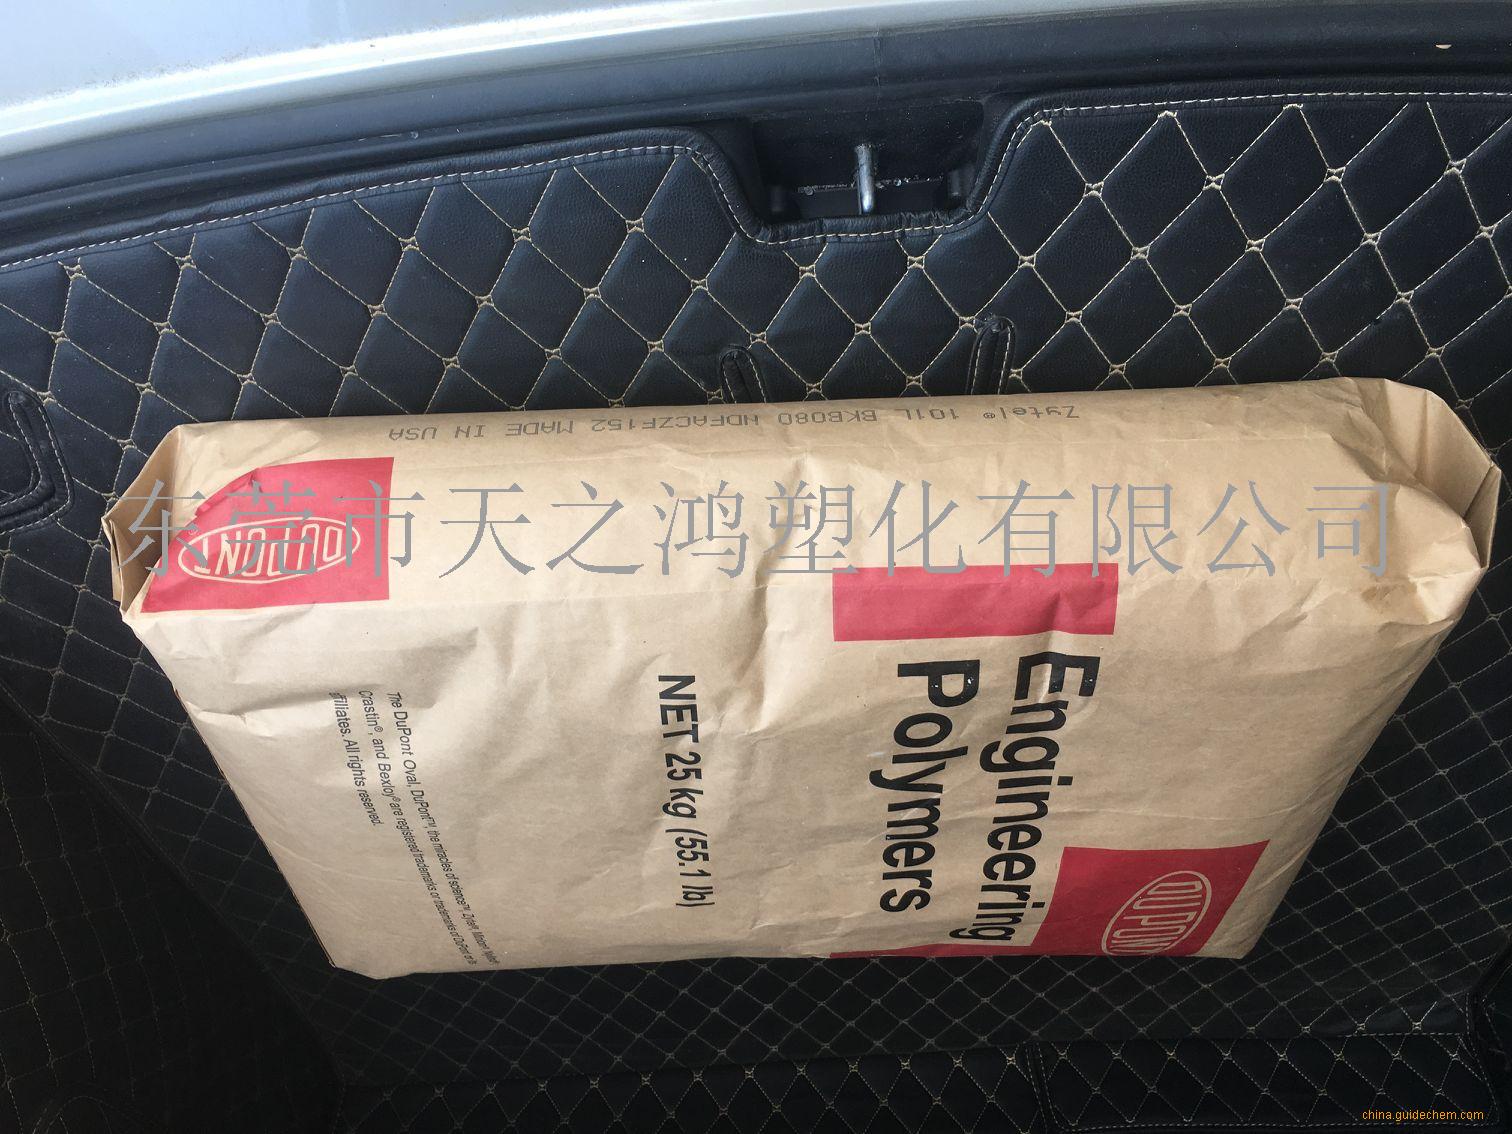 Zytel® 101L BKB080 NDFACZF152 MADE IN USA
DUPONT
东莞市天之鸿塑化有限公司
Engineering
Polymers
NET 25 kg (55.1 lb)
DUPONT
The DuPont Oval, DuPont™, the miracles of science™, Zytel®,
Crastin®, and Bexloy® are registered trademarks or trademarks of DuPont or its
affiliates. All rights reserved.
china.guidechem.com